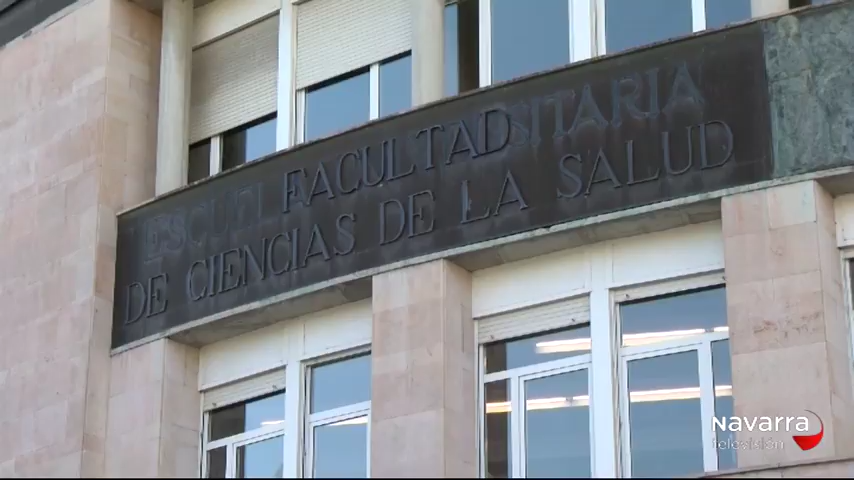 FACULTAD
DE CIENCIAS DE LA SALUD
NAVARRA
televisión